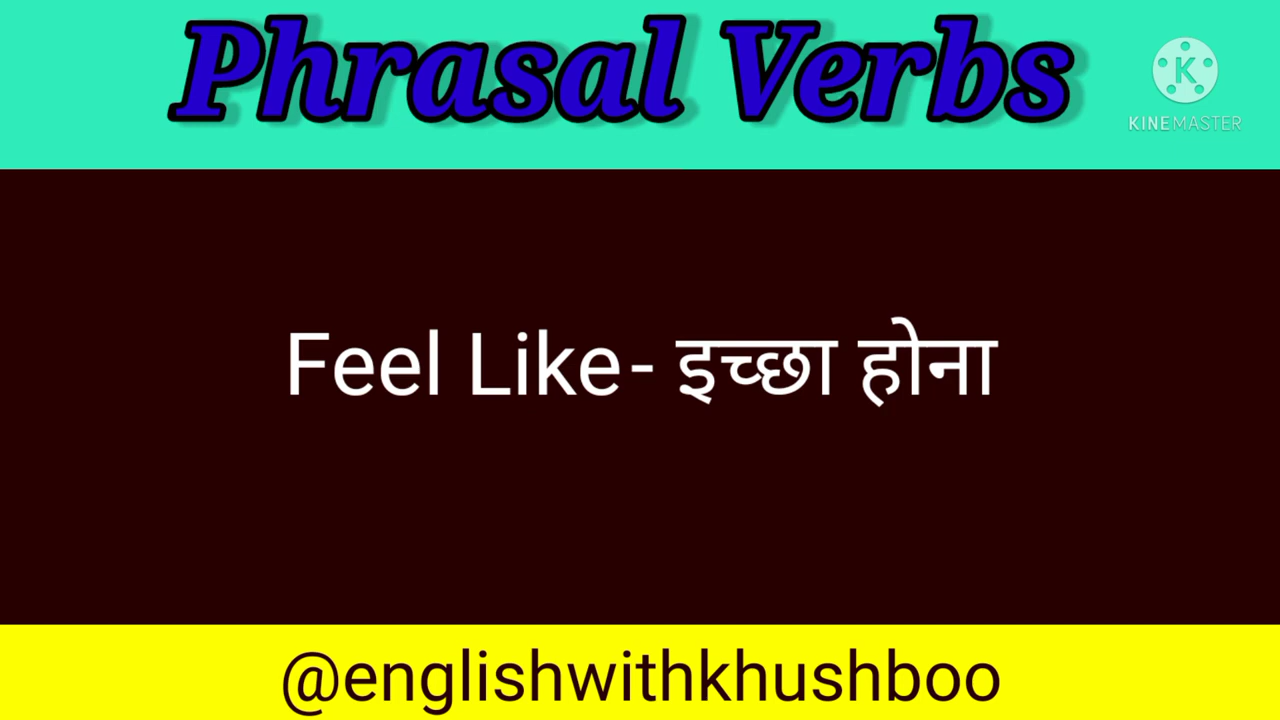 Phrasal Verbs
KINEMASTER
Feel Like- इच्छा होना
@englishwithkhushboo